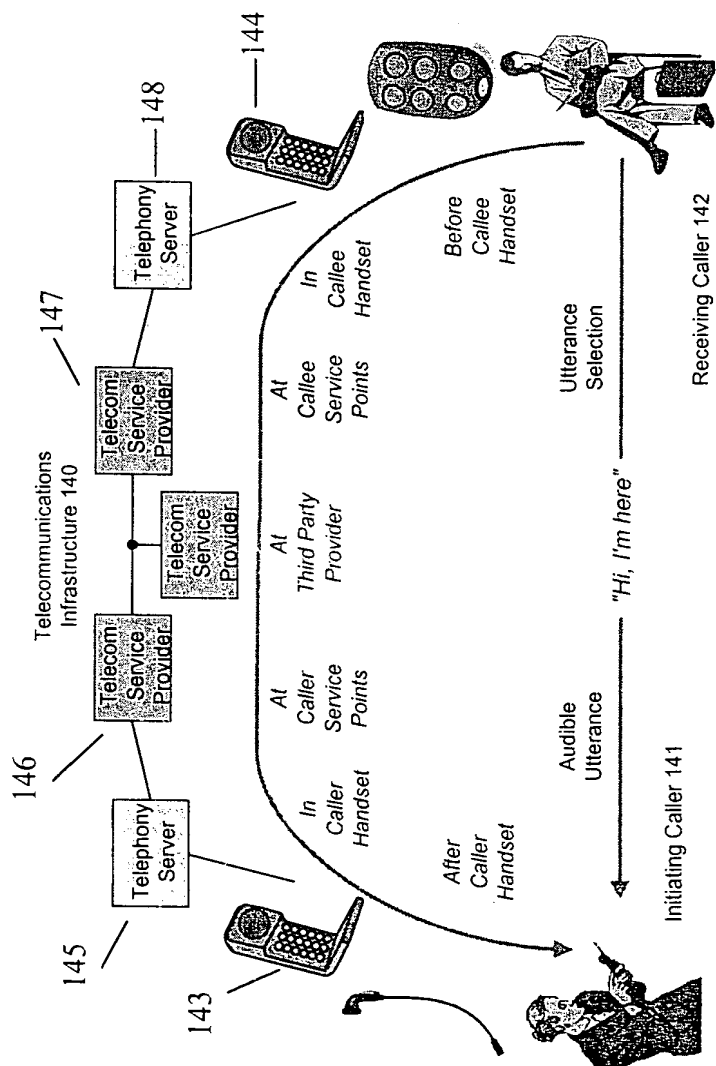 Telecommunications
Infrastructure 140
146
147
148
145
Telephony
Server
Telecom
Service
Provider
Telecom
Service
Provider
Telecom
Service
Provider
Telephony
Server
143
144
In
Caller
Handset
At
Caller
Service
Points
At
Third Party
Provider
At
Callee
Service
Points
In
Callee
Handset
After
Caller
Handset
Before
Callee
Handset
Audible
Utterance
"Hi, I'm here"
Utterance
Selection
Initiating Caller 141
Receiving Caller 142